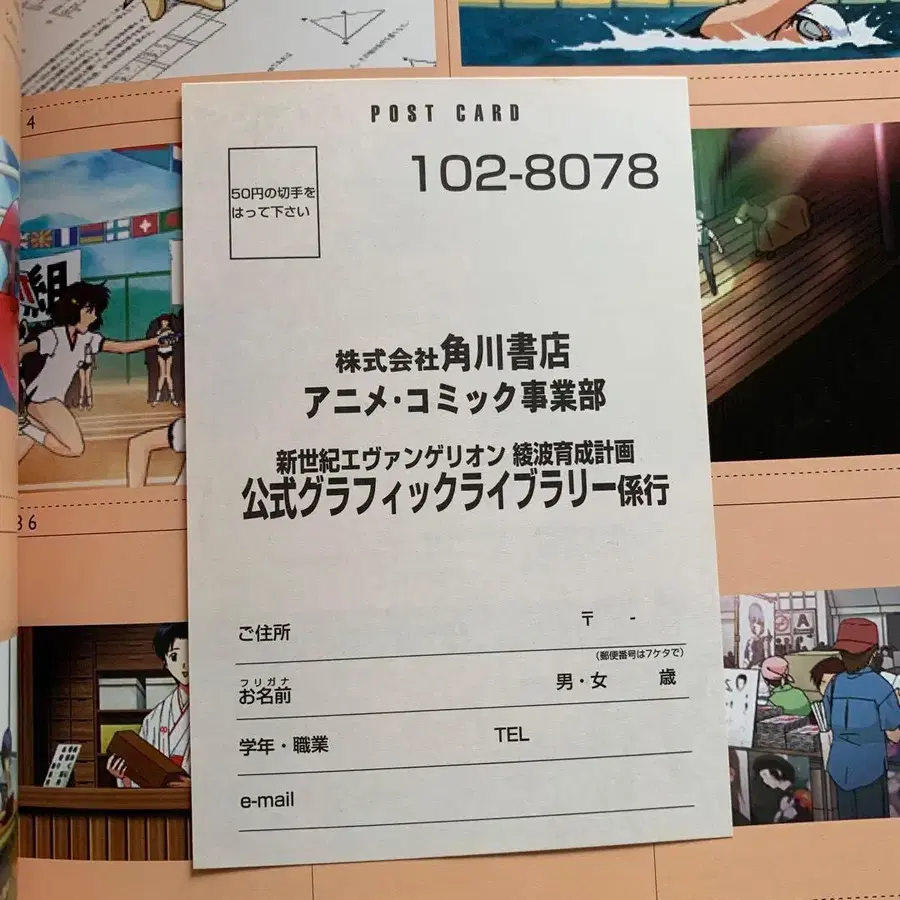 4
POST CARD
50円の切手を
はって下さい
102-8078
組
株式会社角川書店
アニメ・コミック事業部
新世紀エヴァンゲリオン 綾波育成計画
公式グラフィックライブラリー係行
36
ご住所
〒 -
(郵便番号は7ケタで)
フリガナ
お名前 男・女 歳
学年・職業 TEL
e-mail
A